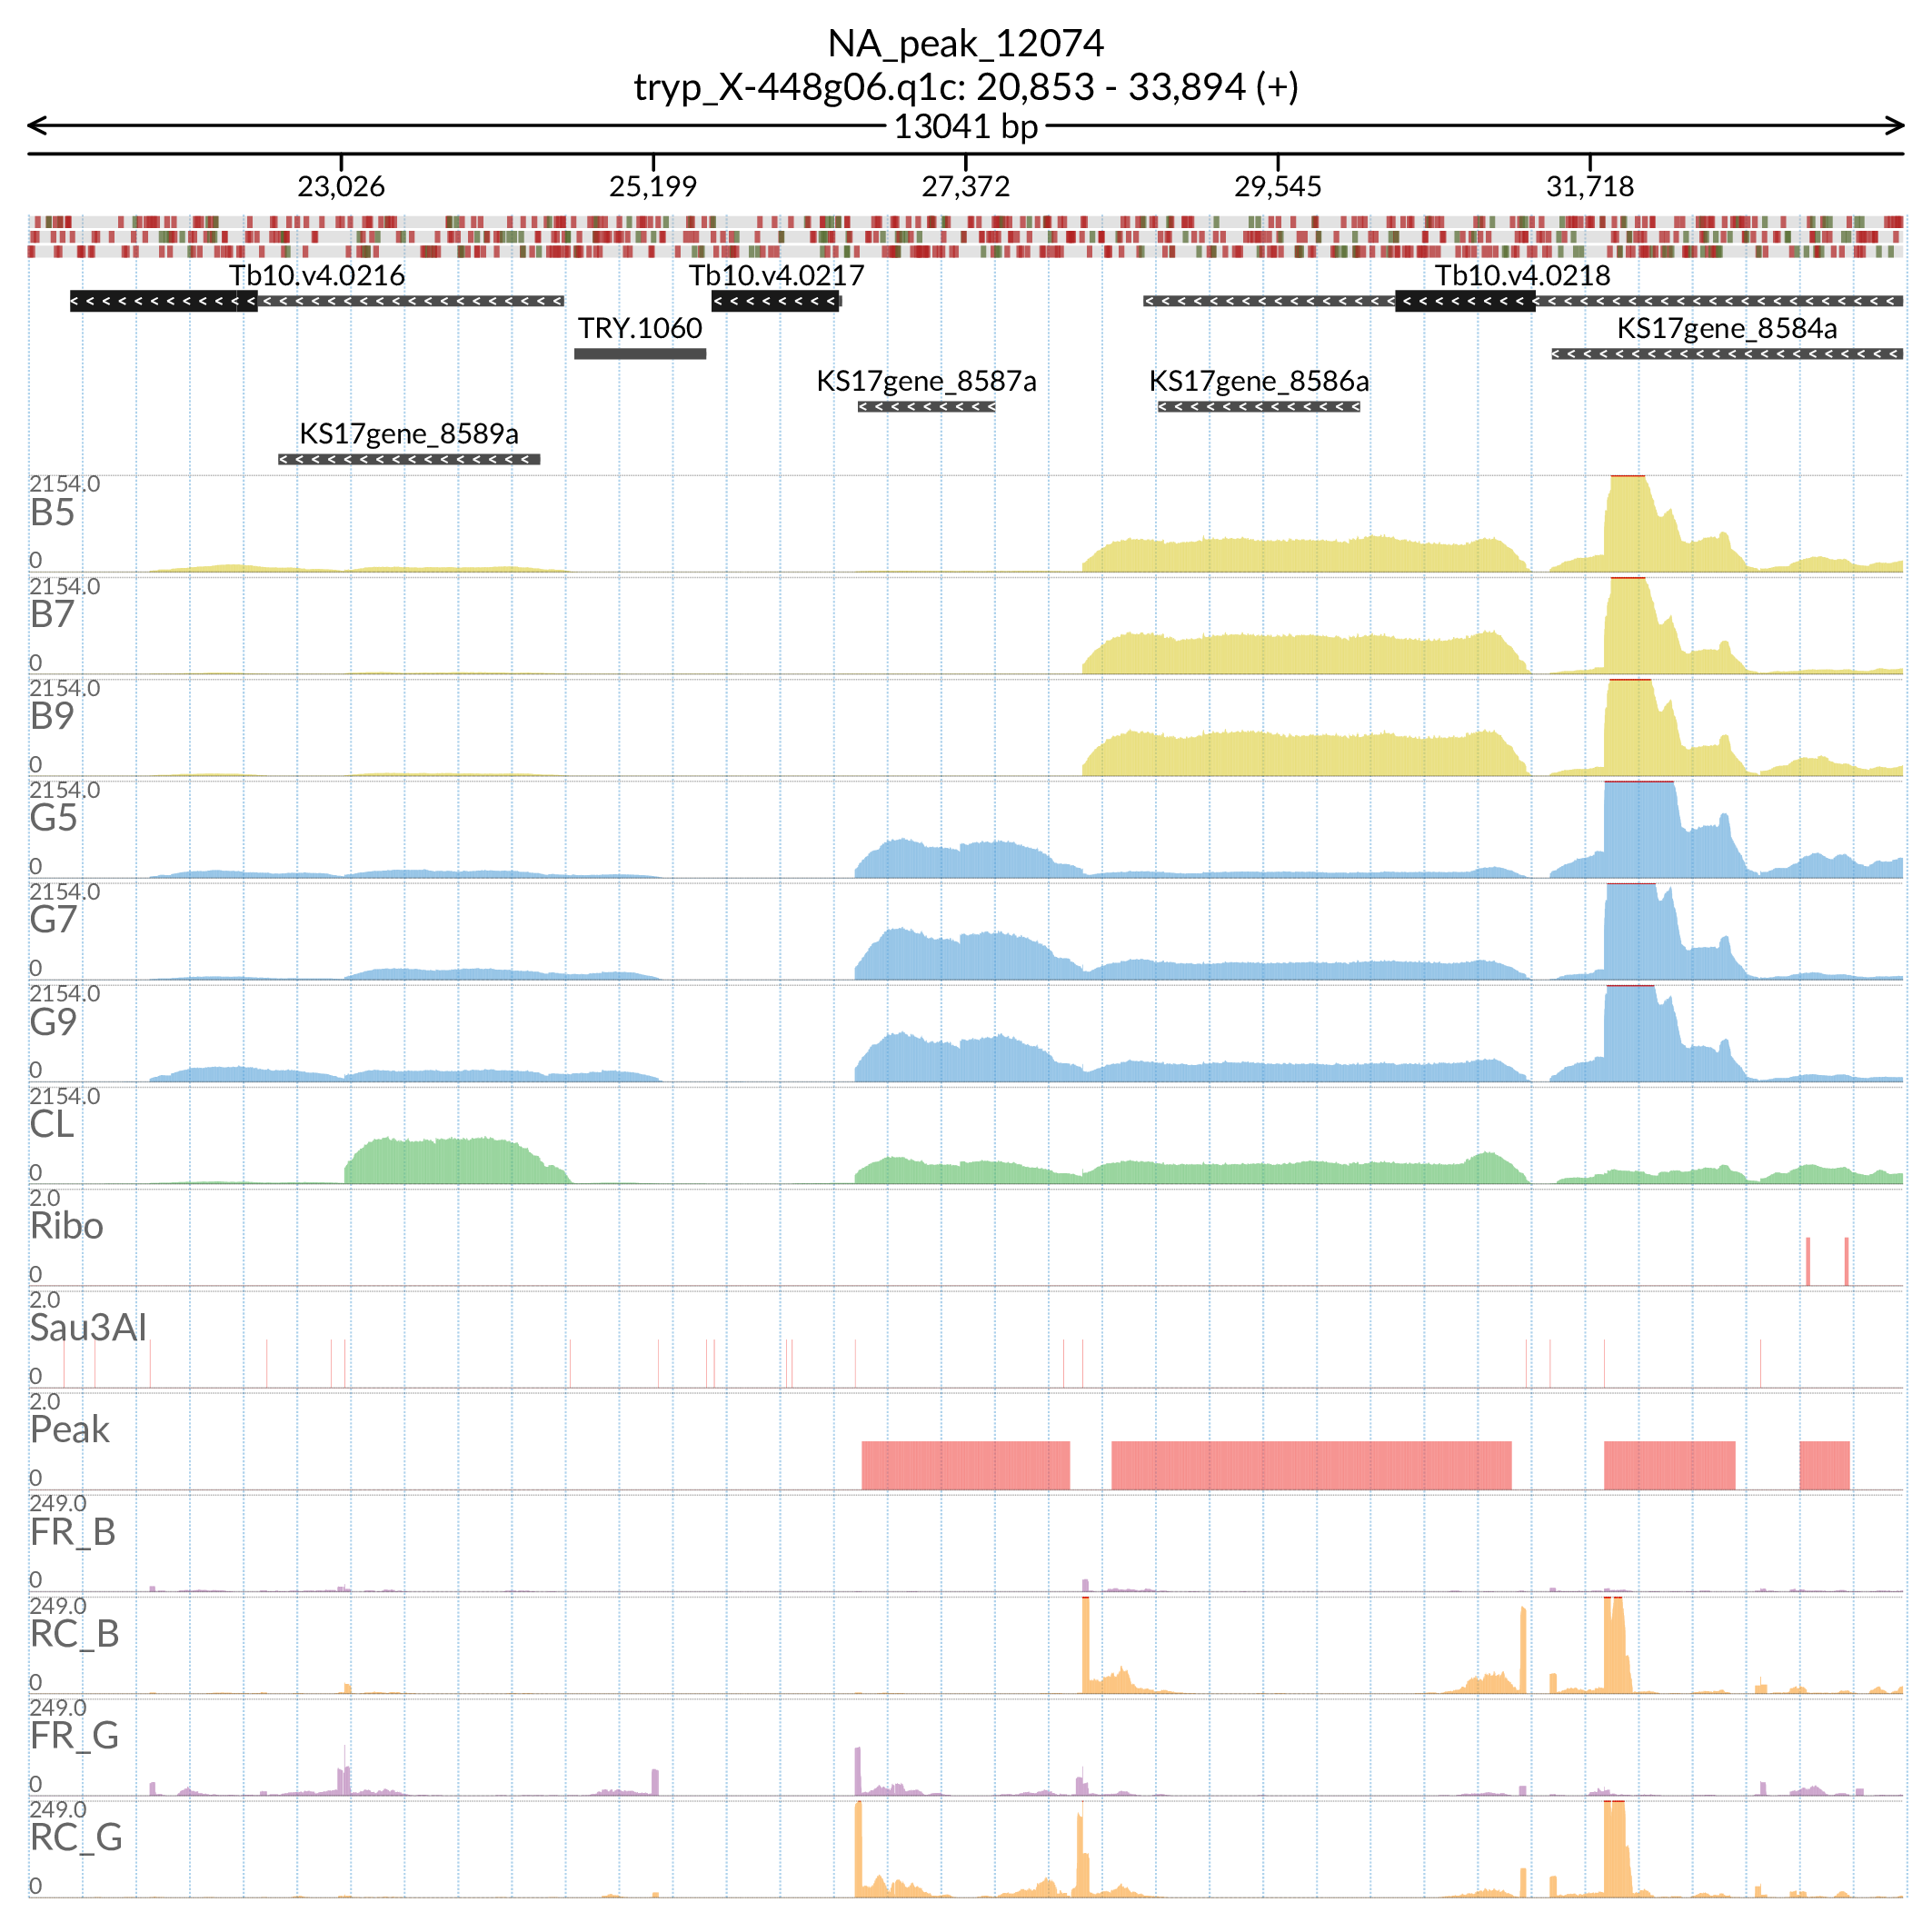 NA_peak_12074
tryp_X-448g06.q1c: 20,853 - 33,894 (+)
13041 bp
23,026 25,199 27,372 29,545 31,718
Tb10.v4.0216 Tb10.v4.0217 Tb10.v4.0218
TRY.1060 KS17gene_8584a
KS17gene_8587a KS17gene_8586a
KS17gene_8589a
2154.0
B5
0
2154.0
B7
0
2154.0
B9
0
2154.0
G5
0
2154.0
G7
0
2154.0
G9
0
2154.0
CL
0
2.0
Ribo
0
2.0
Sau3AI
0
2.0
Peak
0
249.0
FR_B
0
249.0
RC_B
0
249.0
FR_G
0
249.0
RC_G
0